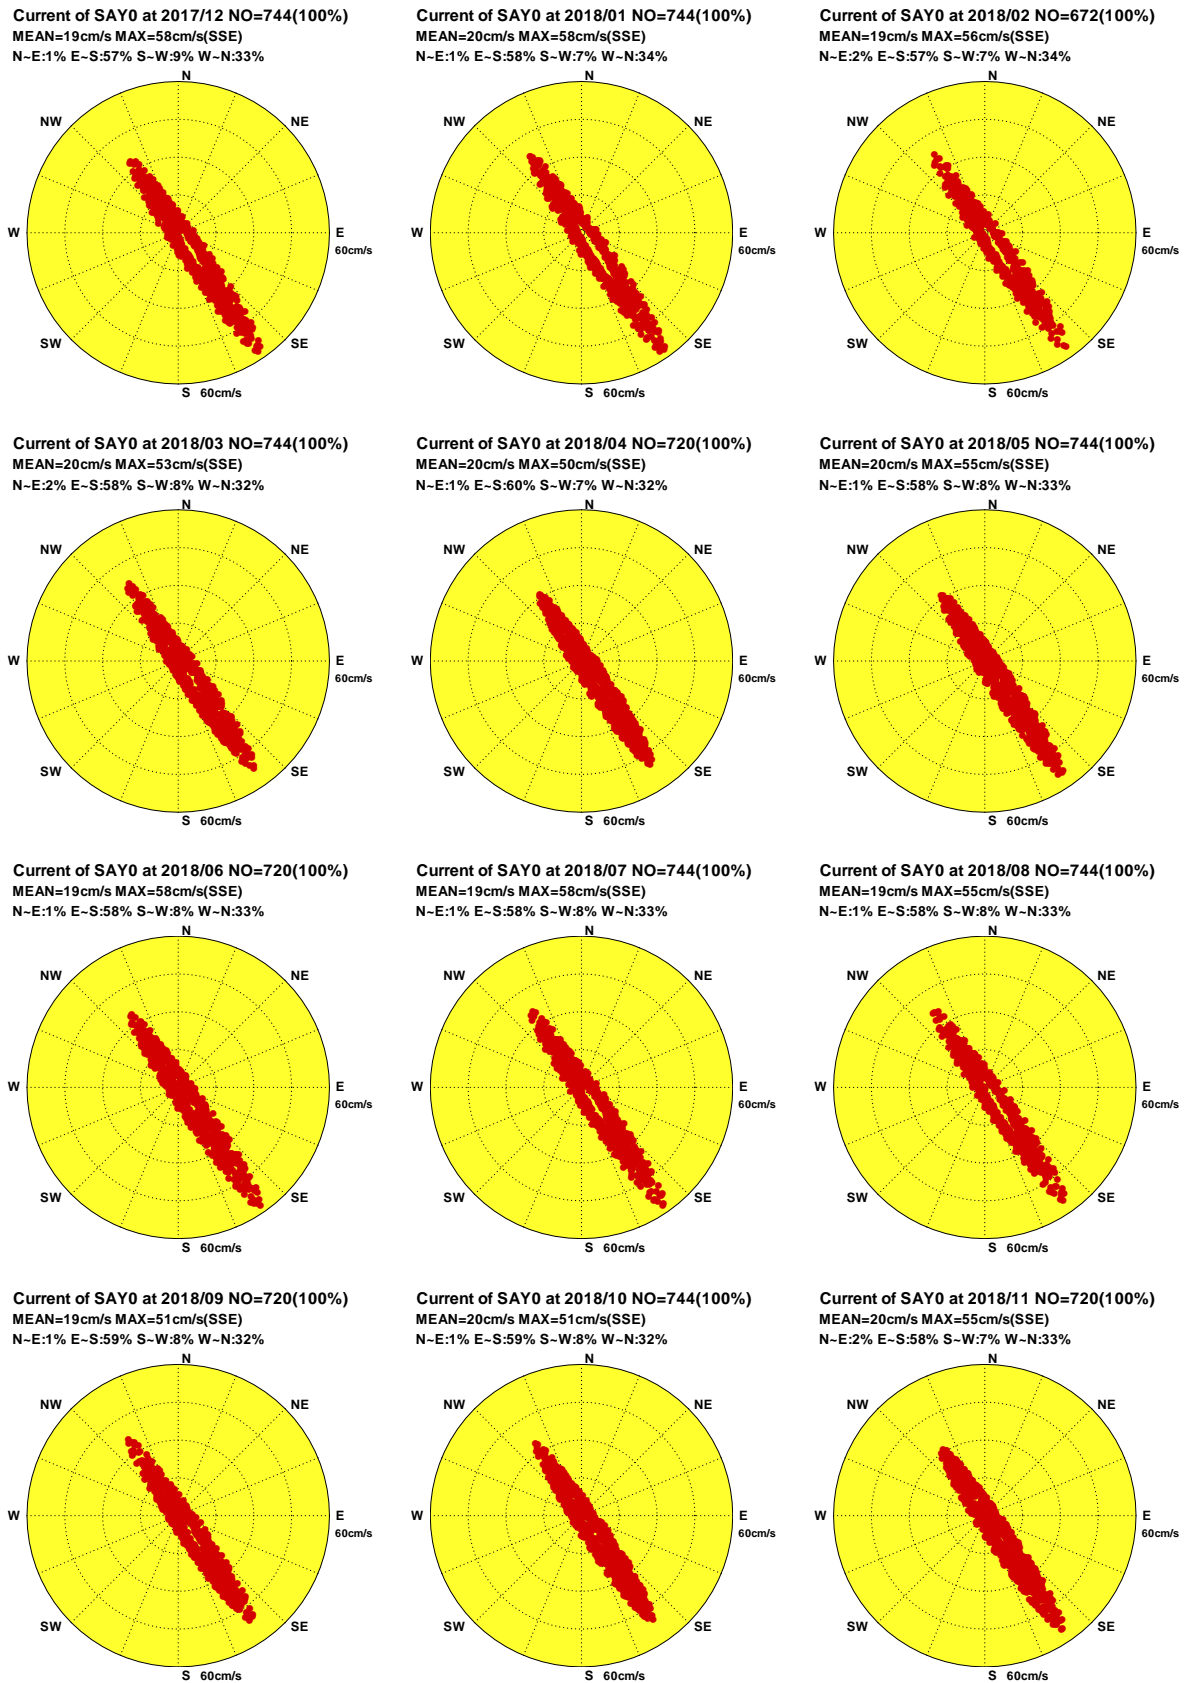 Current of SAY0 at 2017/12 NO=744(100%)
MEAN=19cm/s MAX=58cm/s(SSE)
N~E:1% E~S:57% S~W:9% W~N:33%
N
NW
NE
W
E
60cm/s
SW
SE
S 60cm/s
Current of SAY0 at 2018/01 NO=744(100%)
MEAN=20cm/s MAX=58cm/s(SSE)
N~E:1% E~S:58% S~W:7% W~N:34%
N
NW
NE
W
E
60cm/s
SW
SE
S 60cm/s
Current of SAY0 at 2018/02 NO=672(100%)
MEAN=19cm/s MAX=56cm/s(SSE)
N~E:2% E~S:57% S~W:7% W~N:34%
N
NW
NE
W
E
60cm/s
SW
SE
S 60cm/s
Current of SAY0 at 2018/03 NO=744(100%)
MEAN=20cm/s MAX=53cm/s(SSE)
N~E:2% E~S:58% S~W:8% W~N:32%
N
NW
NE
W
E
60cm/s
SW
SE
S 60cm/s
Current of SAY0 at 2018/04 NO=720(100%)
MEAN=20cm/s MAX=50cm/s(SSE)
N~E:1% E~S:60% S~W:7% W~N:32%
N
NW
NE
W
E
60cm/s
SW
SE
S 60cm/s
Current of SAY0 at 2018/05 NO=744(100%)
MEAN=20cm/s MAX=55cm/s(SSE)
N~E:1% E~S:58% S~W:8% W~N:33%
N
NW
NE
W
E
60cm/s
SW
SE
S 60cm/s
Current of SAY0 at 2018/06 NO=720(100%)
MEAN=19cm/s MAX=58cm/s(SSE)
N~E:1% E~S:58% S~W:8% W~N:33%
N
NW
NE
W
E
60cm/s
SW
SE
S 60cm/s
Current of SAY0 at 2018/07 NO=744(100%)
MEAN=19cm/s MAX=58cm/s(SSE)
N~E:1% E~S:58% S~W:8% W~N:33%
N
NW
NE
W
E
60cm/s
SW
SE
S 60cm/s
Current of SAY0 at 2018/08 NO=744(100%)
MEAN=19cm/s MAX=55cm/s(SSE)
N~E:1% E~S:58% S~W:8% W~N:33%
N
NW
NE
W
E
60cm/s
SW
SE
S 60cm/s
Current of SAY0 at 2018/09 NO=720(100%)
MEAN=19cm/s MAX=51cm/s(SSE)
N~E:1% E~S:59% S~W:8% W~N:32%
N
NW
NE
W
E
60cm/s
SW
SE
S 60cm/s
Current of SAY0 at 2018/10 NO=744(100%)
MEAN=20cm/s MAX=51cm/s(SSE)
N~E:1% E~S:59% S~W:8% W~N:32%
N
NW
NE
W
E
60cm/s
SW
SE
S 60cm/s
Current of SAY0 at 2018/11 NO=720(100%)
MEAN=20cm/s MAX=55cm/s(SSE)
N~E:2% E~S:58% S~W:7% W~N:33%
N
NW
NE
W
E
60cm/s
SW
SE
S 60cm/s